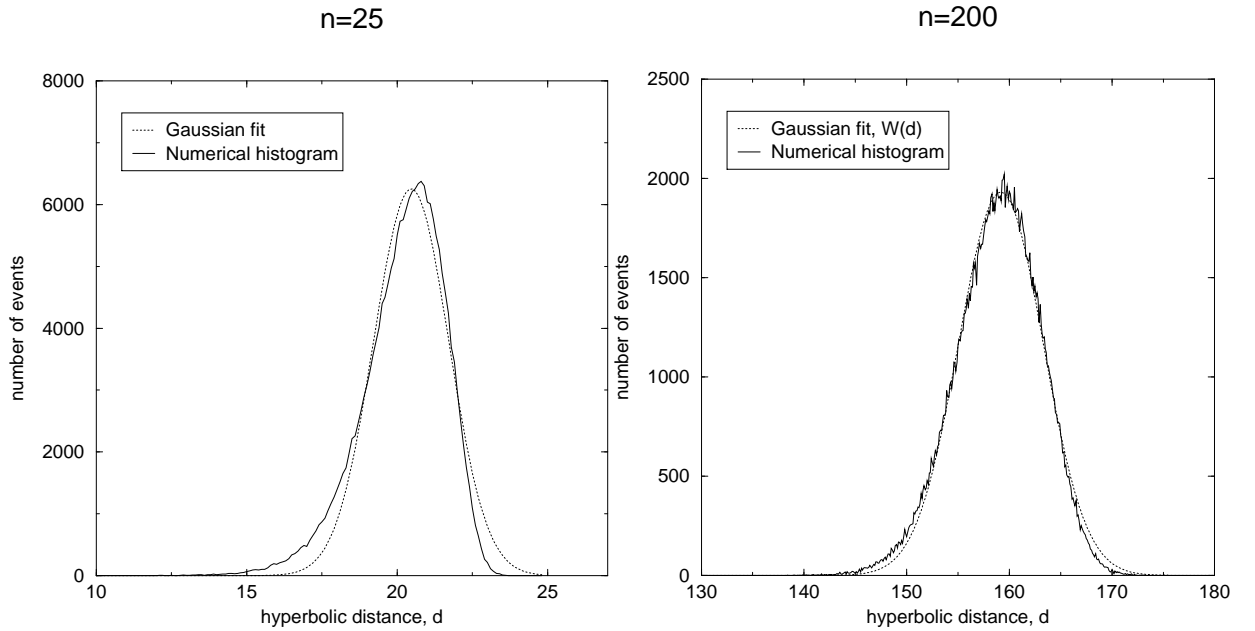 n=25
8000
6000
4000
2000
0
number of events
Gaussian fit
Numerical histogram
10
15
20
25
hyperbolic distance, d
n=200
2500
2000
1500
1000
500
0
number of events
Gaussian fit, W(d)
Numerical histogram
130
140
150
160
170
180
hyperbolic distance, d